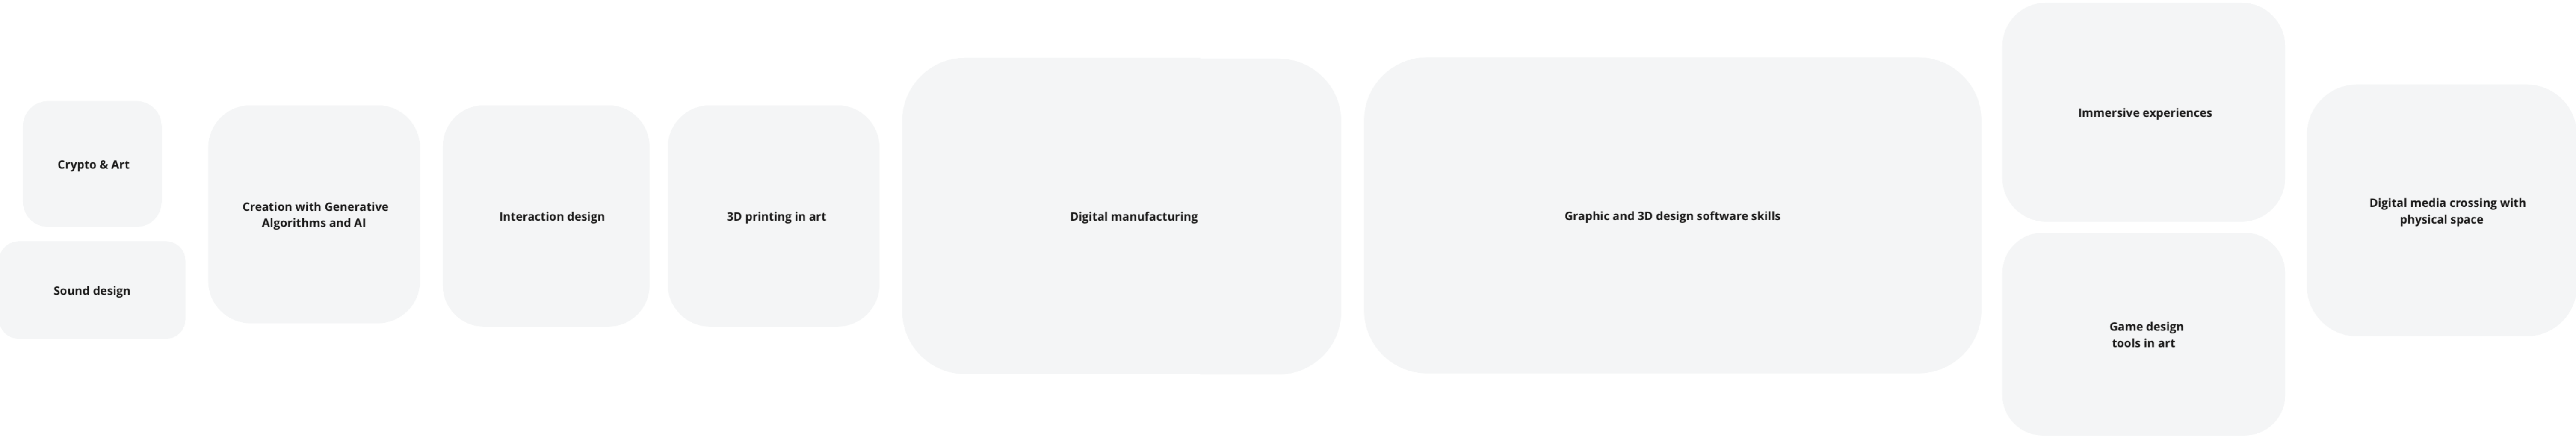 Crypto & Art
Sound design
Creation with Generative
Algorithms and AI
Interaction design
3D printing in art
Digital manufacturing
Graphic and 3D design software skills
Immersive experiences
Game design
tools in art
Digital media crossing with
physical space